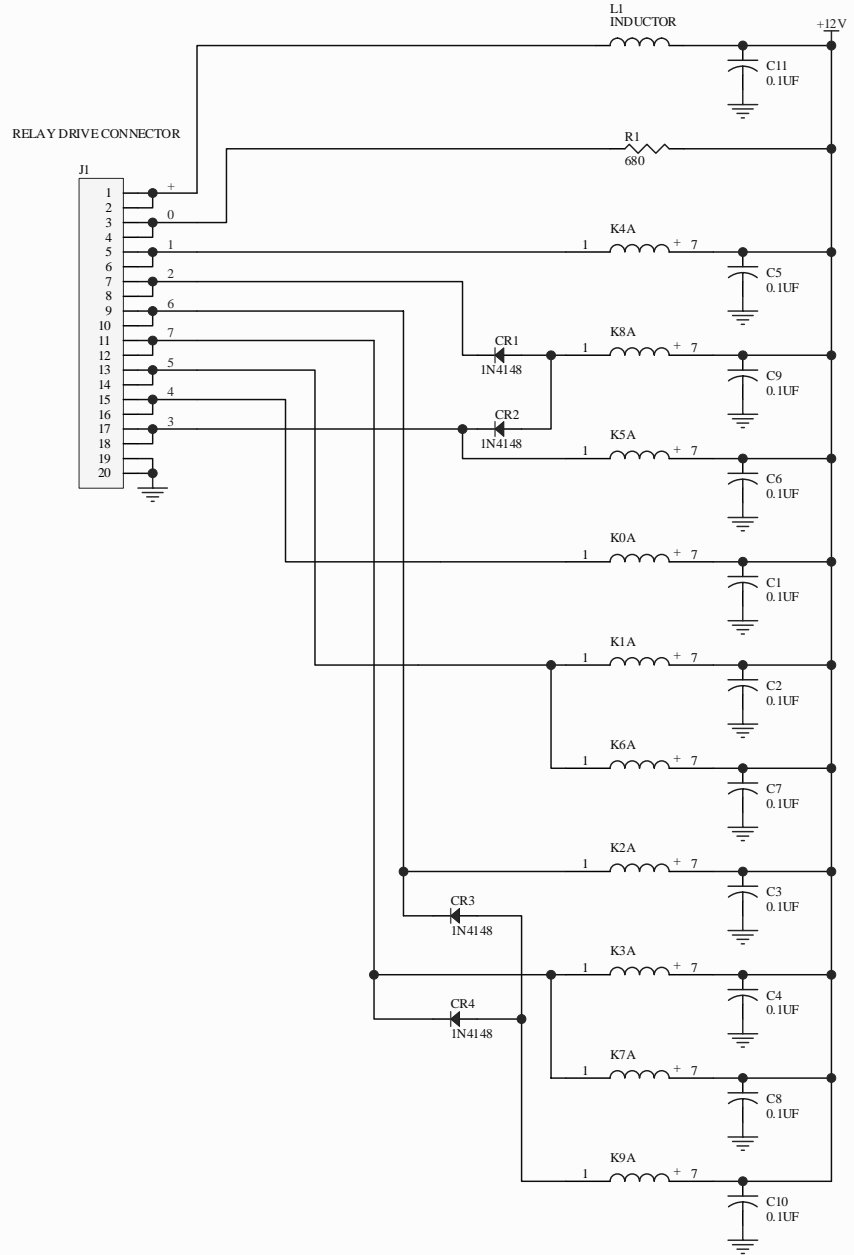 L1
INDUCTOR
+12V
C11
0.1UF
RELAY DRIVE CONNECTOR
R1
680
J1
1 +
2
3 0
4
5 1
6
7 2
8
9 6
10
11 7
12
13 5
14
15 4
16
17 3
18
19
20
K4A
1 + 7
C5
0.1UF
CR1
1N4148
K8A
1 + 7
C9
0.1UF
CR2
1N4148
K5A
1 + 7
C6
0.1UF
K0A
1 + 7
C1
0.1UF
K1A
1 + 7
C2
0.1UF
K6A
1 + 7
C7
0.1UF
K2A
1 + 7
C3
0.1UF
CR3
1N4148
K3A
1 + 7
C4
0.1UF
CR4
1N4148
K7A
1 + 7
C8
0.1UF
K9A
1 + 7
C10
0.1UF